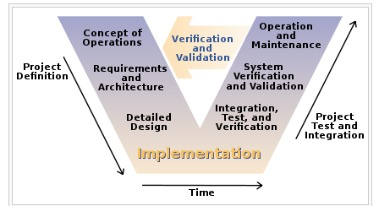 Project
Definition
Concept of
Operations
Requirements
and
Architecture
Detailed
Design
Verification
and
Validation
Operation
and
Maintenance
System
Verification
and Validation
Integration,
Test, and
Verification
Project
Test and
Integration
Implementation
Time